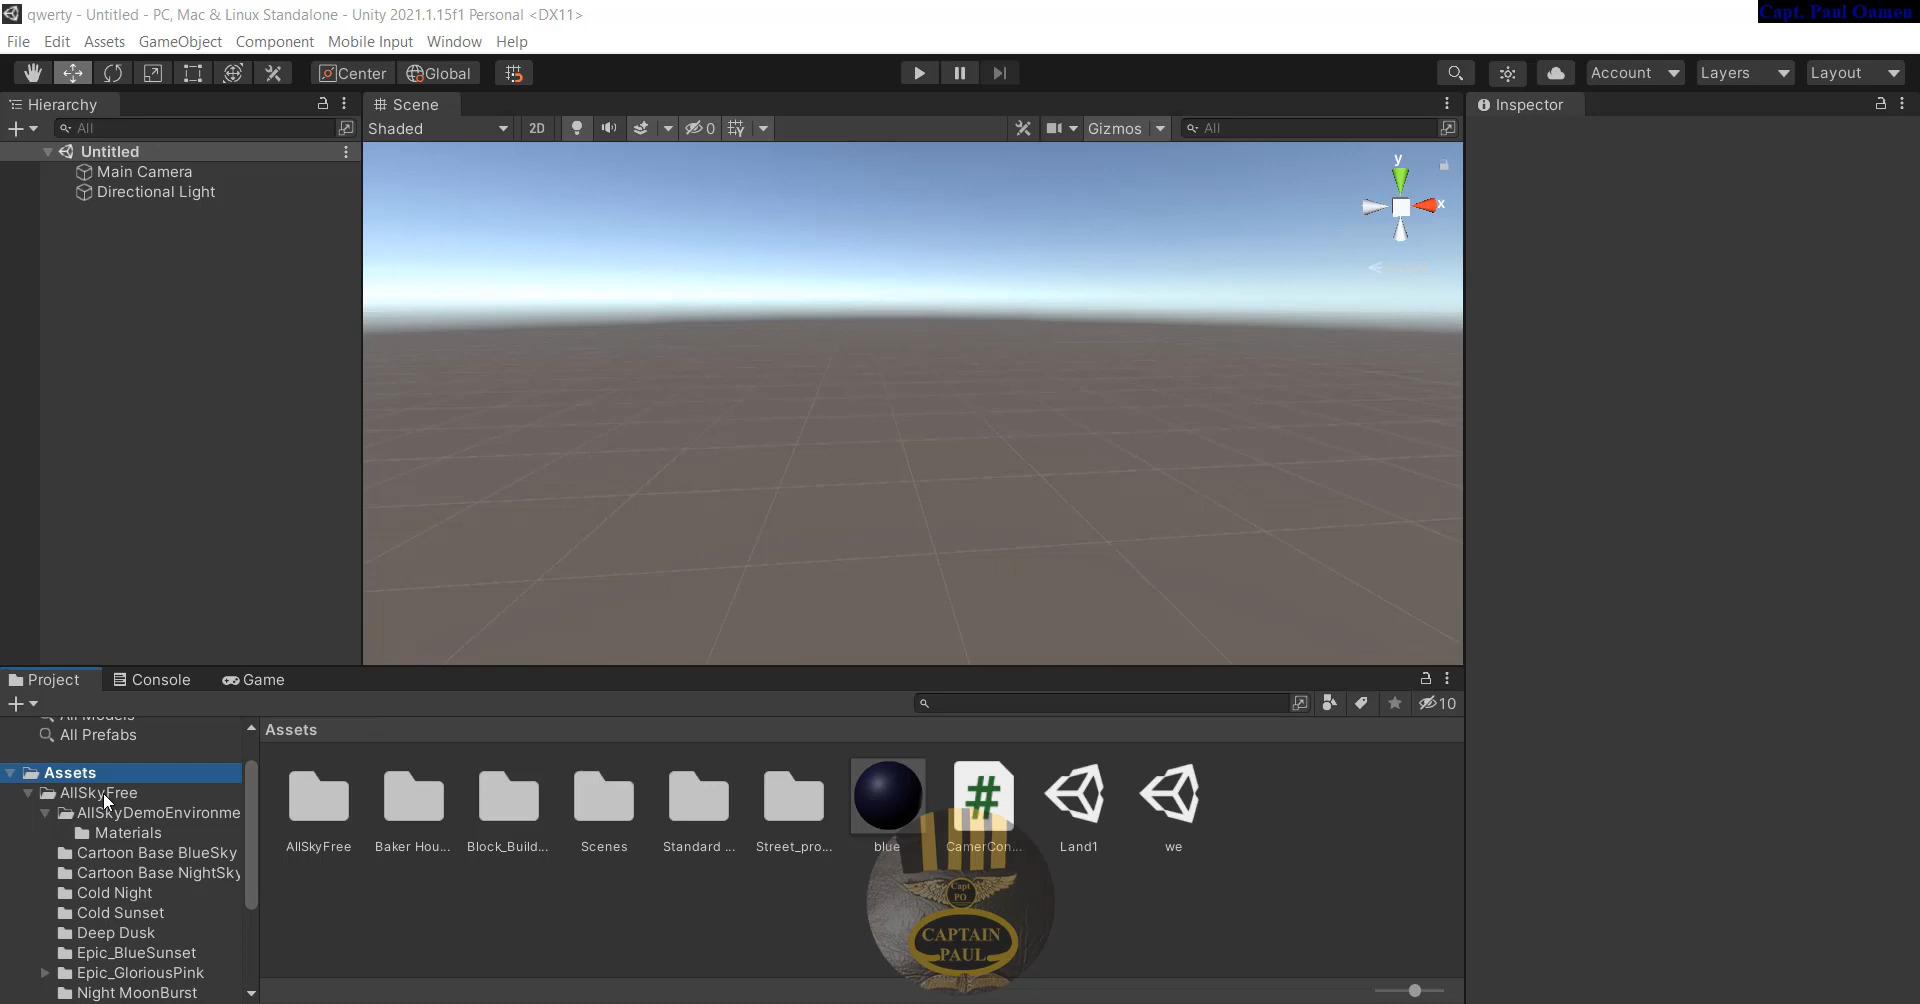 qwerty - Untitled - PC, Mac & Linux Standalone - Unity 2021.1.15f1 Personal <DX11>
Capt. Paul Oamen
File Edit Assets GameObject Component Mobile Input Window Help
Center Global Account Layers Layout
Hierarchy
Scene
Inspector
All
Shaded 2D 0 Gizmos All
Untitled
Main Camera
Directional Light
y
x
Project Console Game
10
All Models
All Prefabs
Assets
AllSkyFree
AllSkyDemoEnvironme
Materials
Cartoon Base BlueSky
Cartoon Base NightSky
Cold Night
Cold Sunset
Deep Dusk
Epic_BlueSunset
Epic_GloriousPink
Night MoonBurst
Assets
#
AllSkyFree Baker Hou... Block_Build... Scenes Standard ... Street_pro... blue CamerCon... Land1 we
Capt
PO
CAPTAIN
PAUL